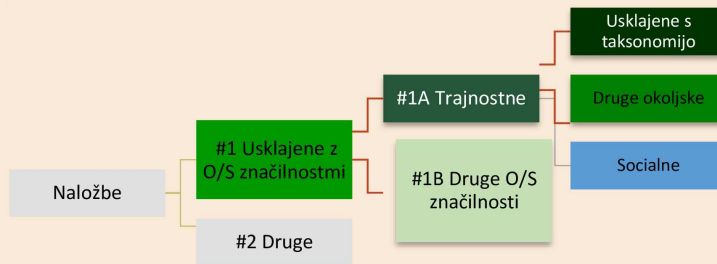 Usklajene s
taksonomijo
#1A Trajnostne
Druge okoljske
#1 Usklajene z
O/S značilnostmi
Socialne
#1B Druge O/S
značilnosti
Naložbe
#2 Druge